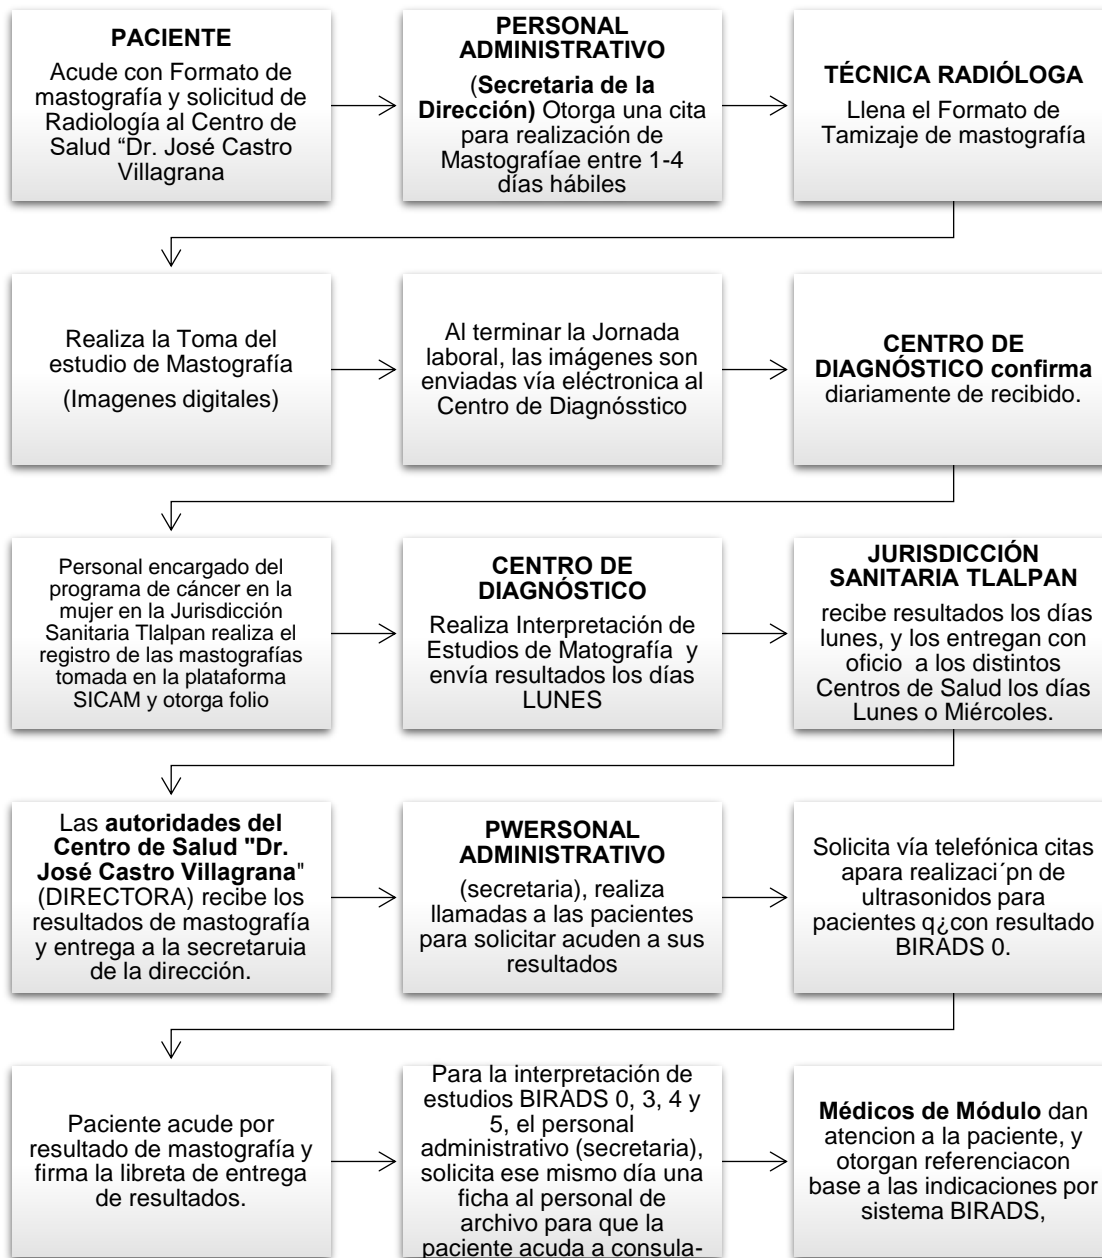 PACIENTE
Acude con Formato de
mastografía y solicitud de
Radiología al Centro de
Salud “Dr. José Castro
Villagrana
PERSONAL
ADMINISTRATIVO
(Secretaria de la
Dirección) Otorga una cita
para realización de
Mastografíae entre 1-4
días hábiles
TÉCNICA RADIÓLOGA
Llena el Formato de
Tamizaje de mastografía
Realiza la Toma del
estudio de Mastografía
(Imagenes digitales)
Al terminar la Jornada
laboral, las imágenes son
enviadas vía eléctronica al
Centro de Diagnósstico
CENTRO DE
DIAGNÓSTICO confirma
diariamente de recibido.
Personal encargado del
programa de cáncer en la
mujer en la Jurisdicción
Sanitaria Tlalpan realiza el
registro de las mastografías
tomada en la plataforma
SICAM y otorga folio
CENTRO DE
DIAGNÓSTICO
Realiza Interpretación de
Estudios de Matografía y
envía resultados los días
LUNES
JURISDICCIÓN
SANITARIA TLALPAN
recibe resultados los días
lunes, y los entregan con
oficio a los distintos
Centros de Salud los días
Lunes o Miércoles.
Las autoridades del
Centro de Salud "Dr.
José Castro Villagrana"
(DIRECTORA) recibe los
resultados de mastografía
y entrega a la secretaruia
de la dirección.
PWERSONAL
ADMINISTRATIVO
(secretaria), realiza
llamadas a las pacientes
para solicitar acuden a sus
resultados
Solicita vía telefónica citas
apara realizaci´pn de
ultrasonidos para
pacientes q¿con resultado
BIRADS 0.
Paciente acude por
resultado de mastografía y
firma la libreta de entrega
de resultados.
Para la interpretación de
estudios BIRADS 0, 3, 4 y
5, el personal
administrativo (secretaria),
solicita ese mismo día una
ficha al personal de
archivo para que la
paciente acuda a consula-
Médicos de Módulo dan
atencion a la paciente, y
otorgan referenciacon
base a las indicaciones por
sistema BIRADS,